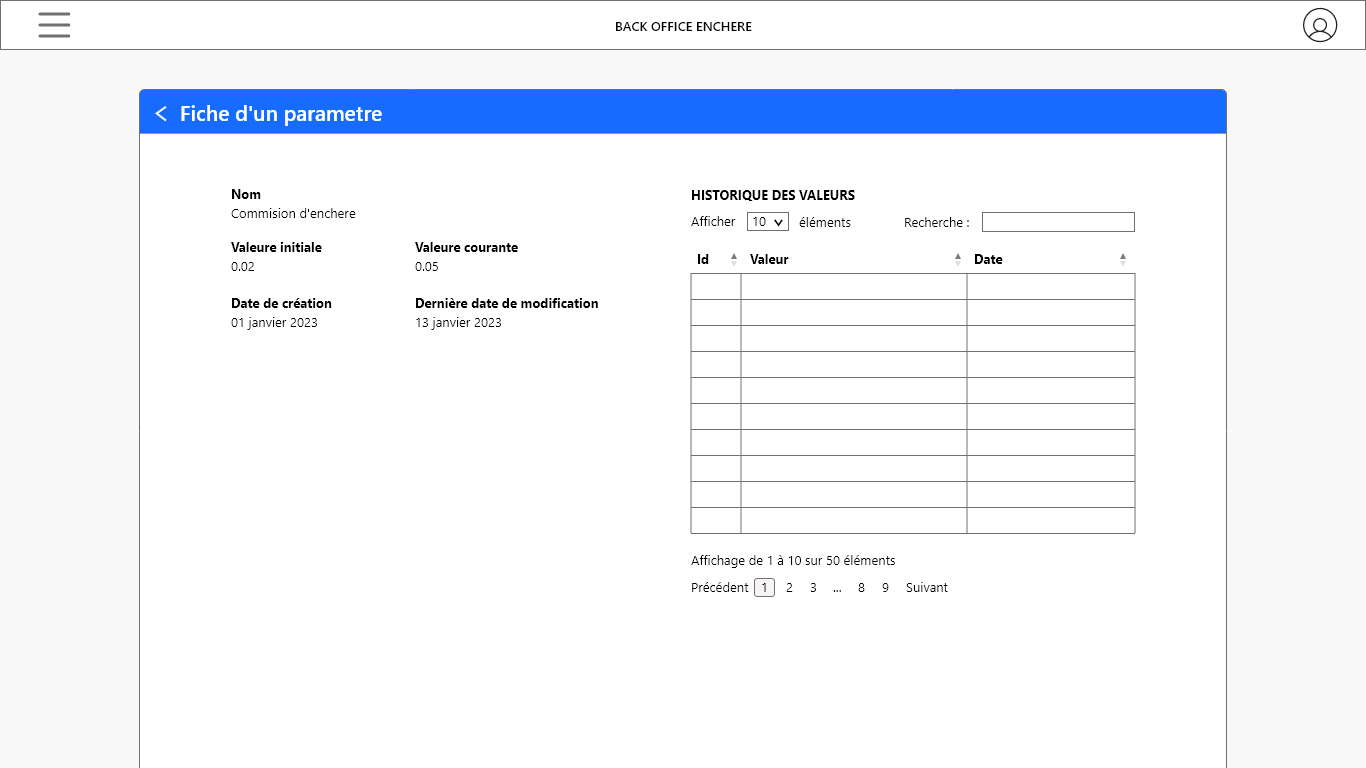 BACK OFFICE ENCHERE
Fiche d'un parametre
Nom
Commision d'enchere
Valeure initiale
Valeure courante
0.02
0.05
Date de création
Dernière date de modification
01 janvier 2023
13 janvier 2023
HISTORIQUE DES VALEURS
Afficher 10 éléments Recherche :
Id Valeur Date
Affichage de 1 à 10 sur 50 éléments
Précédent 1 2 3 ... 8 9 Suivant